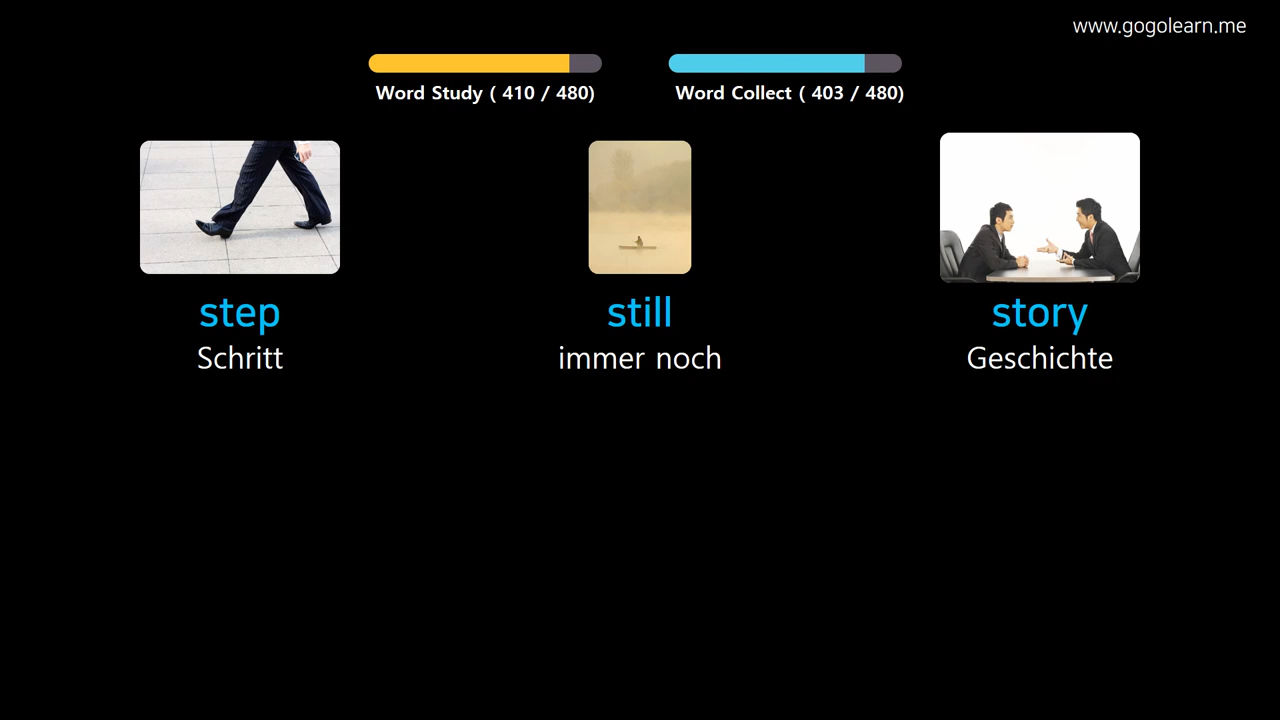 www.gogolearn.me
Word Study ( 410 / 480)
Word Collect ( 403 / 480)
step
still
story
Schritt
immer noch
Geschichte